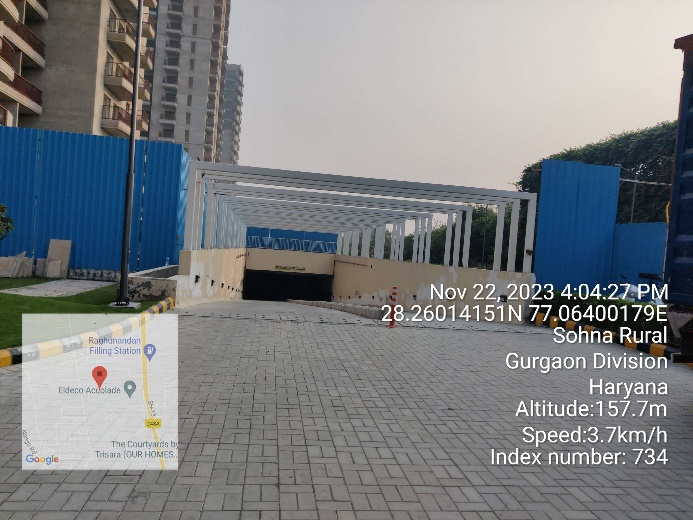 Nov 22, 2023 4:04:27 PM
28.26014151N 77.06400179E
Sohna Rural
Gurgaon Division
Haryana
Altitude:157.7m
Speed:3.7km/h
Index number: 734
Raghunandan
Filling Station
Eldeco Accolade
248A
The Courtyards by
Trisara (OUR HOMES...
Google